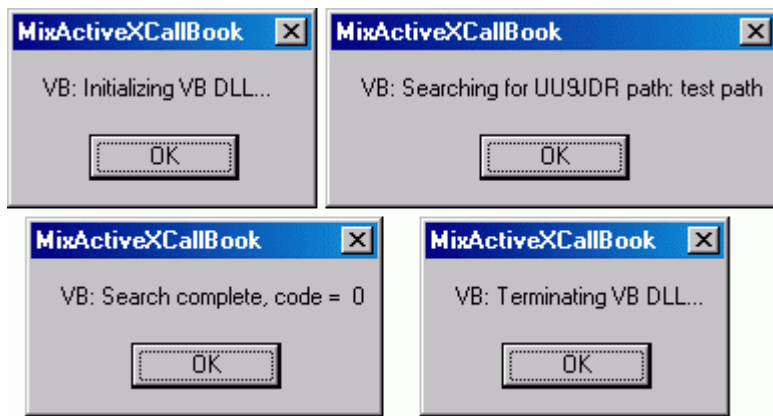 MixActiveXCallBook
VB: Initializing VB DLL...
OK
MixActiveXCallBook
VB: Searching for UU9JDR path: test path
OK
MixActiveXCallBook
VB: Search complete, code = 0
OK
MixActiveXCallBook
VB: Terminating VB DLL...
OK